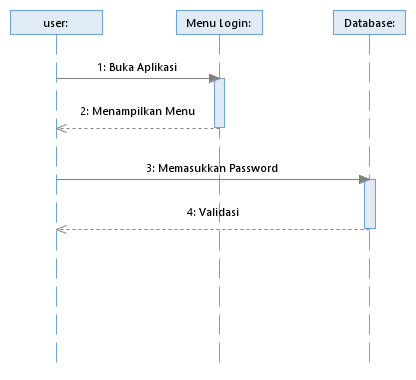 user:
Menu Login:
Database:
1: Buka Aplikasi
2: Menampilkan Menu
3: Memasukkan Password
4: Validasi